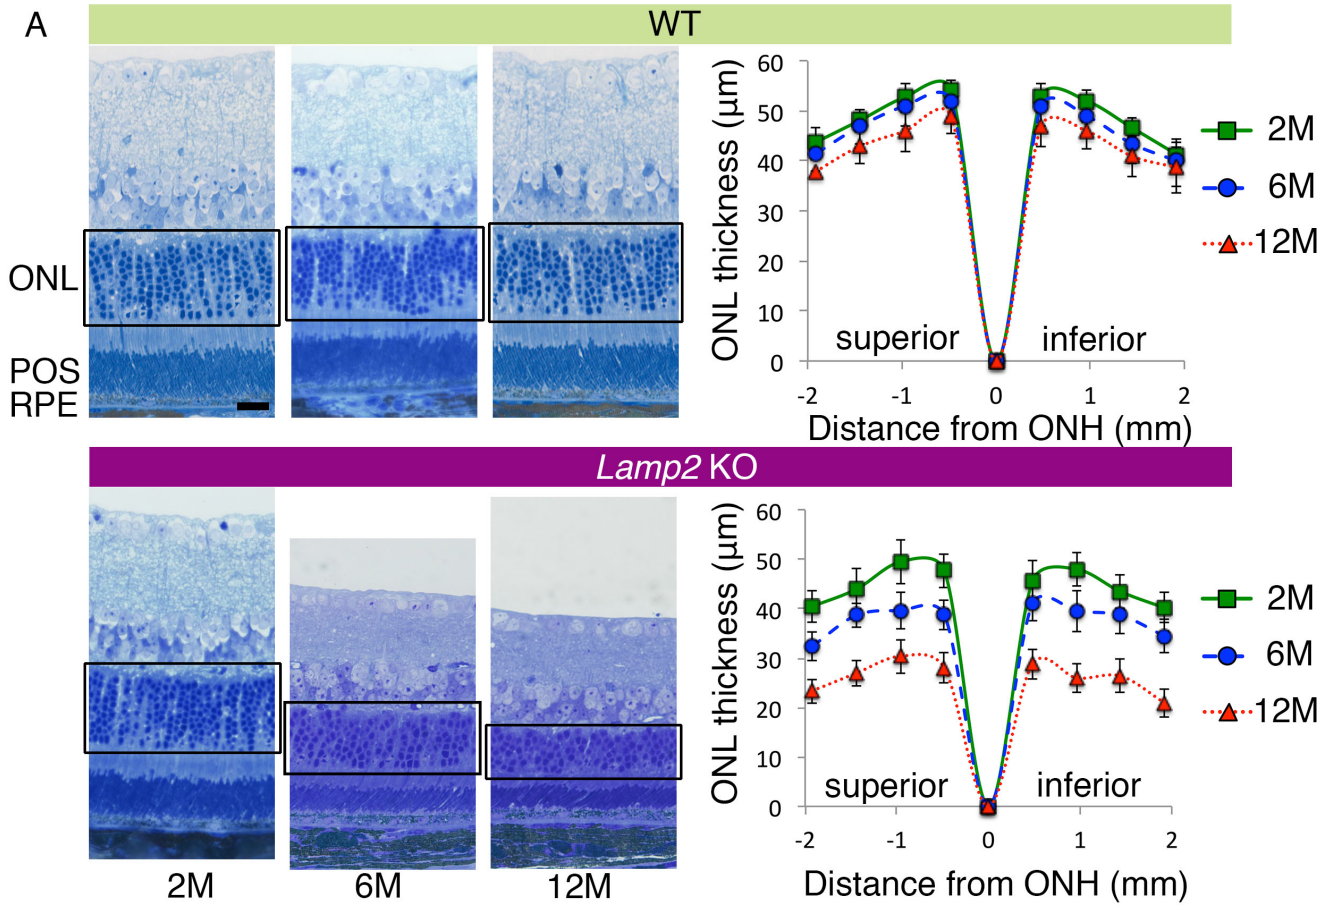 A
WT
ONL
POS
RPE
60
50
40
30
20
10
0
ONL thickness (µm)
superior
inferior
-2
-1
0
1
2
Distance from ONH (mm)
2M
6M
12M
Lamp2 KO
60
50
40
30
20
10
0
ONL thickness (µm)
superior
inferior
-2
-1
0
1
2
Distance from ONH (mm)
2M
6M
12M
2M
6M
12M